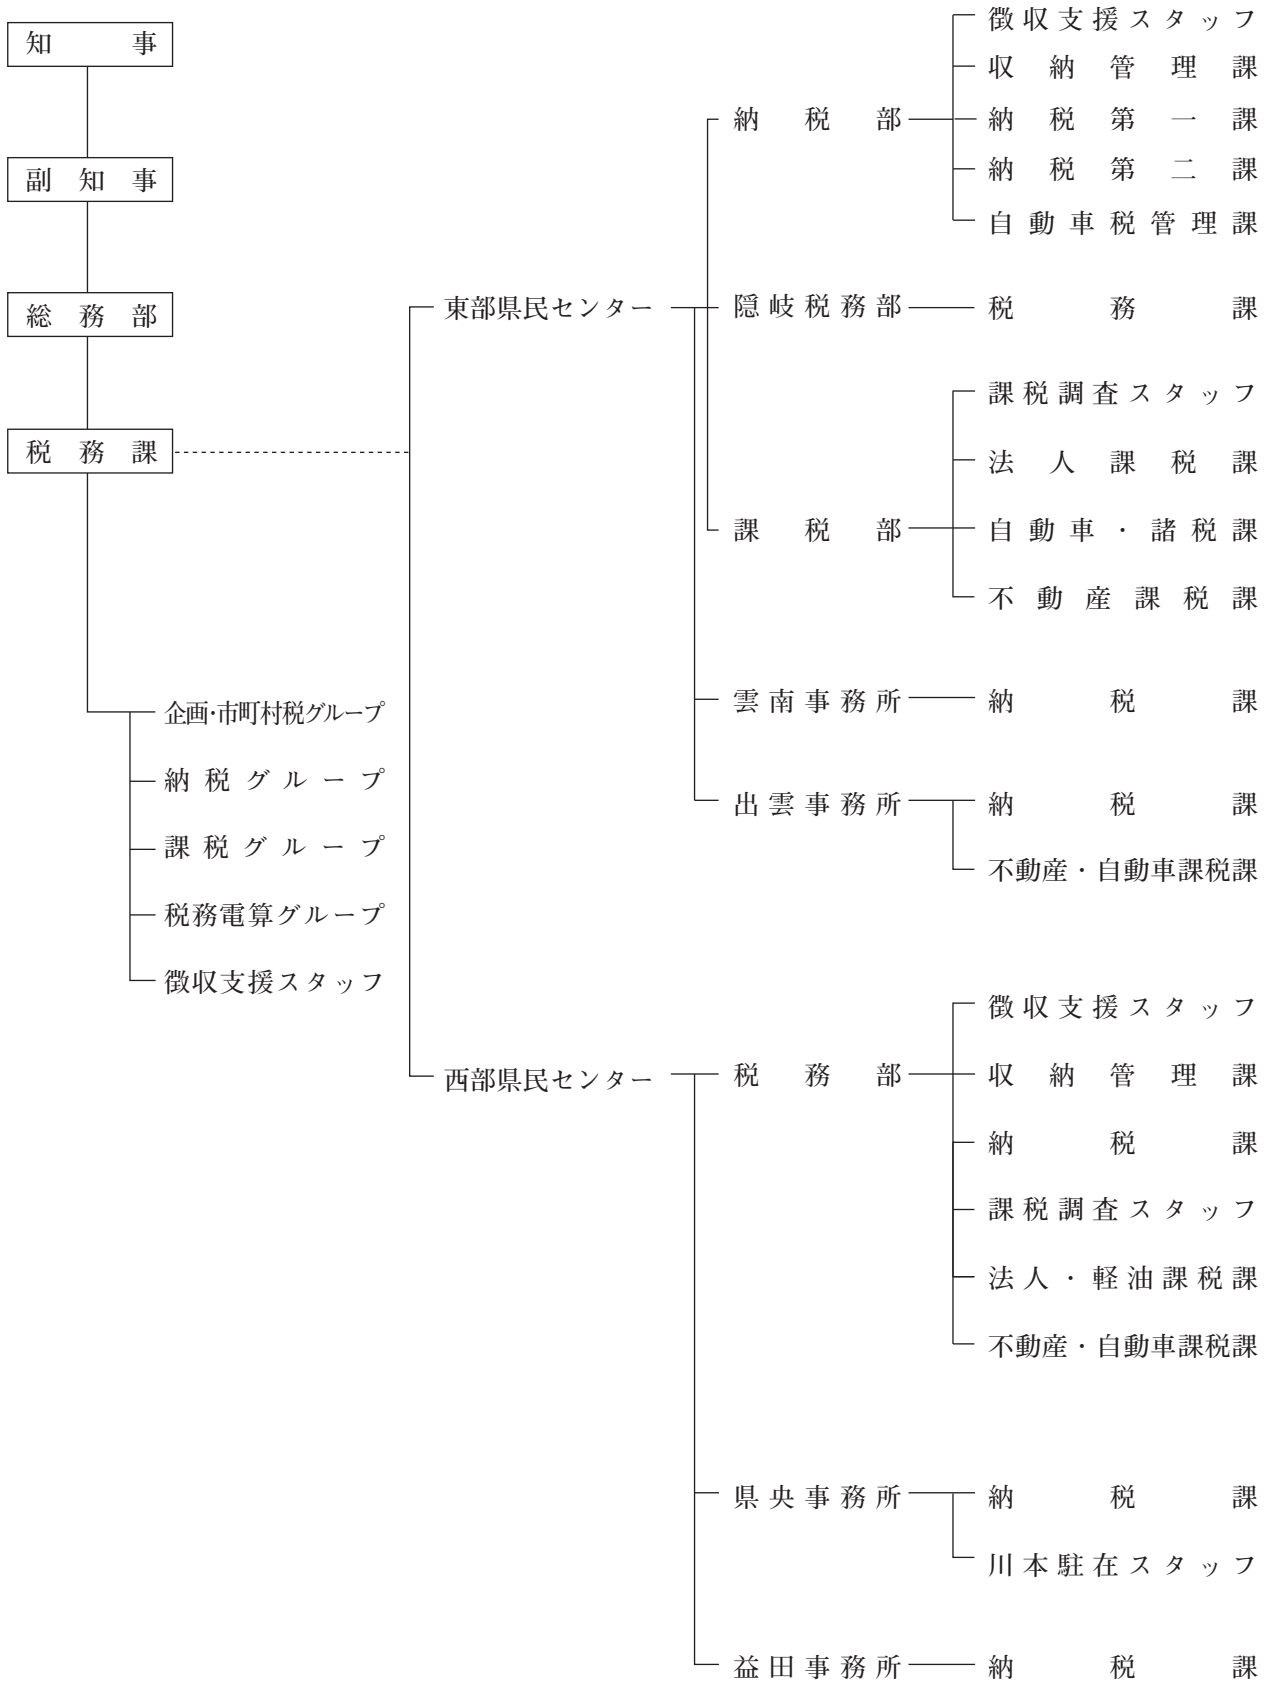 知事
副知事
総務部
税務課
企画・市町村税グループ
納税グループ
課税グループ
税務電算グループ
徴収支援スタッフ
東部県民センター
納税部
徴収支援スタッフ
収納管理課
納税第一課
納税第二課
自動車税管理課
隠岐税務部
税務課
課税部
課税調査スタッフ
法人課税課
自動車・諸税課
不動産課税課
雲南事務所
納税課
出雲事務所
納税課
不動産・自動車課税課
西部県民センター
税務部
徴収支援スタッフ
収納管理課
納税課
課税調査スタッフ
法人・軽油課税課
不動産・自動車課税課
県央事務所
納税課
川本駐在スタッフ
益田事務所
納税課